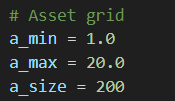 # Asset grid
a_min = 1.0
a_max = 20.0
a_size = 200